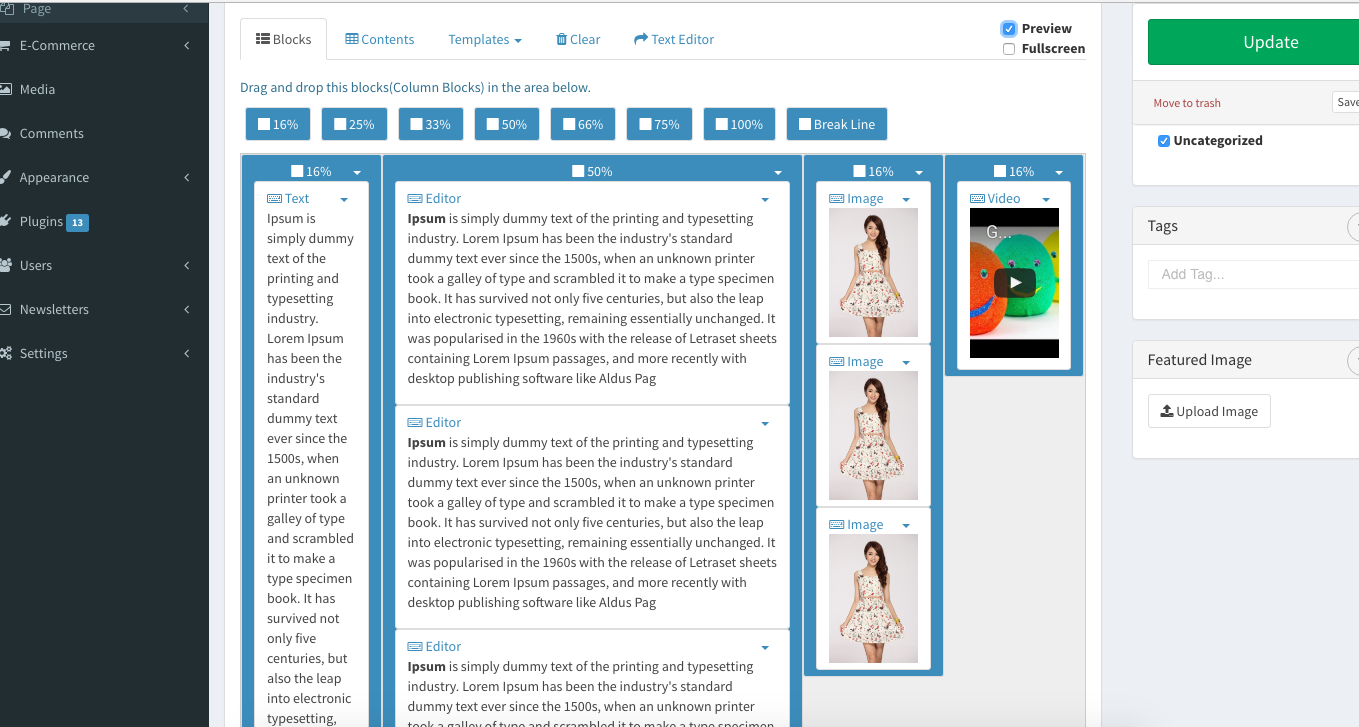 Page
E-Commerce
Media
Comments
Appearance
Plugins 13
Users
Newsletters
Settings
Blocks Contents Templates Clear Text Editor
Preview
Fullscreen
Drag and drop this blocks(Column Blocks) in the area below.
16% 25% 33% 50% 66% 75% 100% Break Line
16%
Text
Ipsum is
simply dummy
text of the
printing and
typesetting
industry.
Lorem Ipsum
has been the
industry's
standard
dummy text
ever since the
1500s, when
an unknown
printer took a
galley of type
and scrambled
it to make a
type specimen
book. It has
survived not
only five
centuries, but
also the leap
into electronic
typesetting,
50%
Editor
Ipsum is simply dummy text of the printing and typesetting
industry. Lorem Ipsum has been the industry's standard
dummy text ever since the 1500s, when an unknown printer
took a galley of type and scrambled it to make a type specimen
book. It has survived not only five centuries, but also the leap
into electronic typesetting, remaining essentially unchanged. It
was popularised in the 1960s with the release of Letraset sheets
containing Lorem Ipsum passages, and more recently with
desktop publishing software like Aldus Pag
Editor
Ipsum is simply dummy text of the printing and typesetting
industry. Lorem Ipsum has been the industry's standard
dummy text ever since the 1500s, when an unknown printer
took a galley of type and scrambled it to make a type specimen
book. It has survived not only five centuries, but also the leap
into electronic typesetting, remaining essentially unchanged. It
was popularised in the 1960s with the release of Letraset sheets
containing Lorem Ipsum passages, and more recently with
desktop publishing software like Aldus Pag
Editor
Ipsum is simply dummy text of the printing and typesetting
industry. Lorem Ipsum has been the industry's standard
dummy text ever since the 1500s, when an unknown printer
took a galley of type and scrambled it to make a type specimen
16%
Image
Image
Image
16%
Video
G...
Update
Move to trash
Save
Uncategorized
Tags
Add Tag...
Featured Image
Upload Image